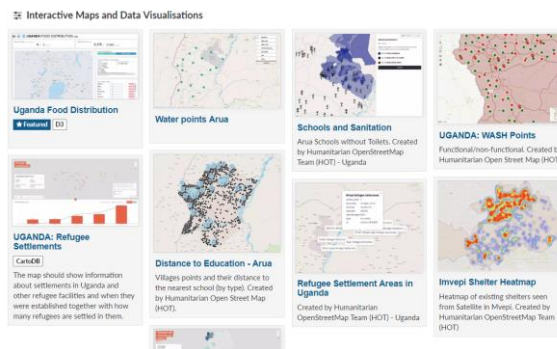 Interactive Maps and Data Visualisations
Uganda Food Distribution
Featured
D3
Water points Arua
Schools and Sanitation
Arua Schools without Toilets. Created
by Humanitarian OpenStreetMap
Team (HOT) - Uganda
UGANDA: WASH Points
Functional/non-functional. Created b
Humanitarian Open Street Map (HOT
UGANDA: Refugee
Settlements
CartoDB
The map should show information
about settlements in Uganda and
other refugee facilities and when they
were established together with how
many refugees are settled in them.
Distance to Education - Arua
Villages points and their distance to
the nearest school (by type). Created
by Humanitarian Open Street Map
(HOT).
Refugee Settlement Areas in
Uganda
Created by Humanitarian
OpenStreetMap Team (HOT) - Uganda
Imvepi Shelter Heatmap
Heatmap of existing shelters seen
from Satellite in Mvepi. Created by
Humanitarian OpenStreetMap Team
(HOT)